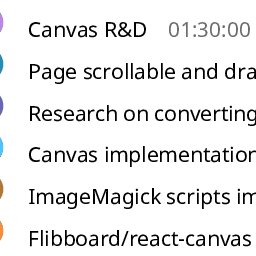 Canvas R&D 01:30:00
Page scrollable and dra
Research on converting
Canvas implementation
ImageMagick scripts im
Flibboard/react-canvas